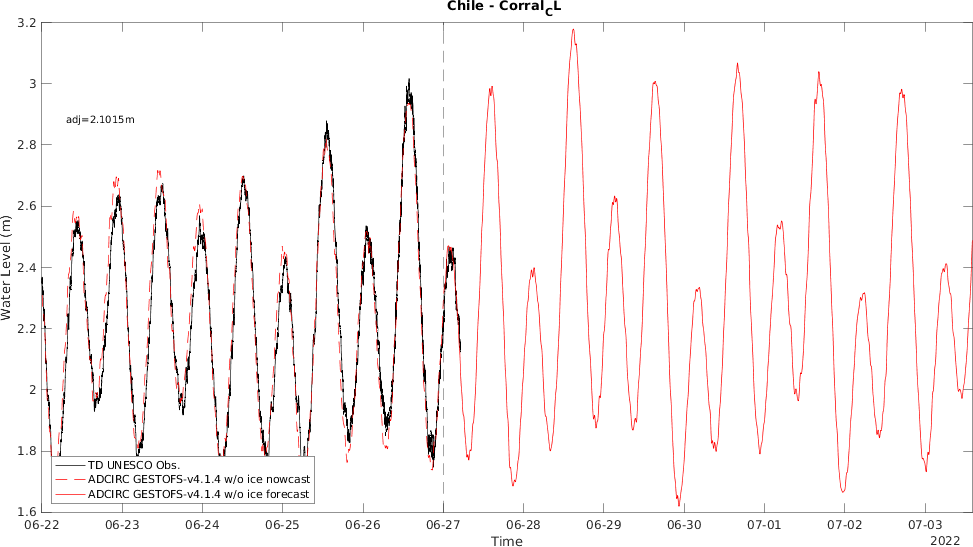 Chile - Corral_CL
3.2
3
2.8
2.6
2.4
2.2
2
1.8
1.6
Water Level (m)
adj=2.1015m
TD UNESCO Obs.
ADCIRC GESTOFS-v4.1.4 w/o ice nowcast
ADCIRC GESTOFS-v4.1.4 w/o ice forecast
06-22 06-23 06-24 06-25 06-26 06-27 06-28 06-29 06-30 07-01 07-02 07-03
Time
2022